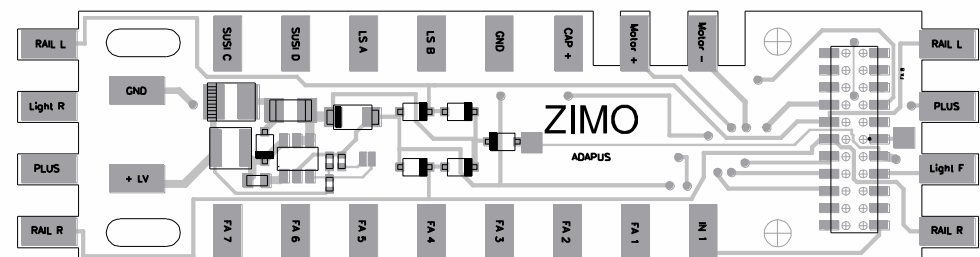 RAIL L
SUSI C
SUSI D
LS A
LS B
GND
CAP +
Motor +
Motor -
RAIL L
GND
Light R
PLUS
ZIMO
ADAPUS
PLUS
+ LV
Light F
RAIL R
FA 7
FA 6
FA 5
FA 4
FA 3
FA 2
FA 1
IN 1
RAIL R